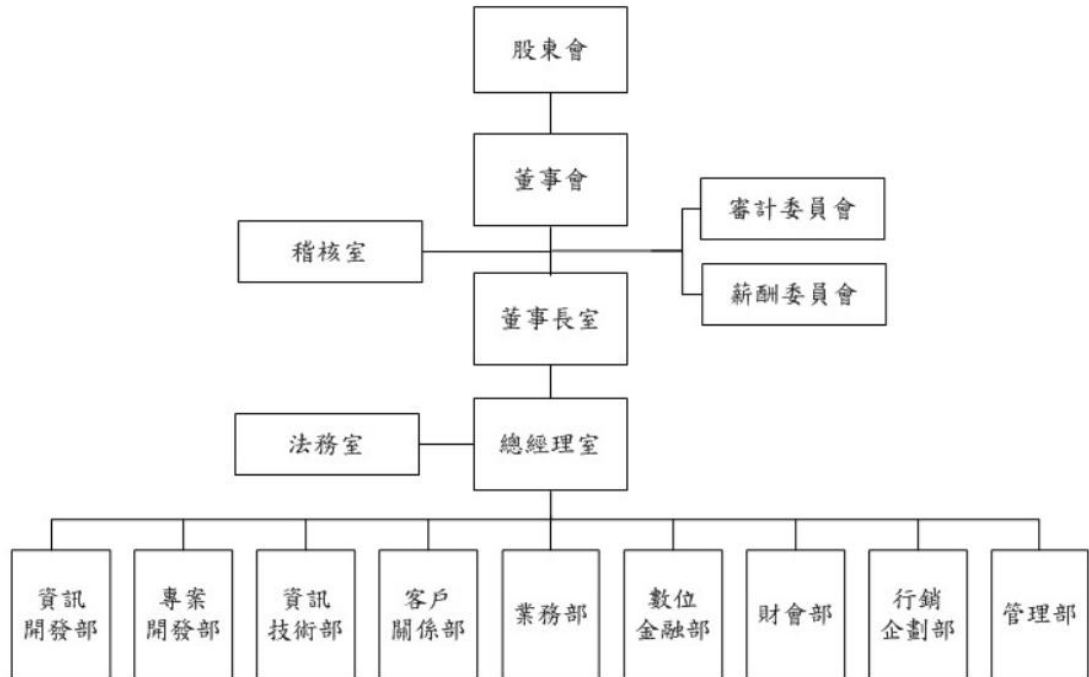 股東會
董事會
審計委員會
稽核室
薪酬委員會
董事長室
法務室
總經理室
資訊
開發部
專案
開發部
資訊
技術部
客戶
關係部
業務部
數位
金融部
財會部
行銷
企劃部
管理部